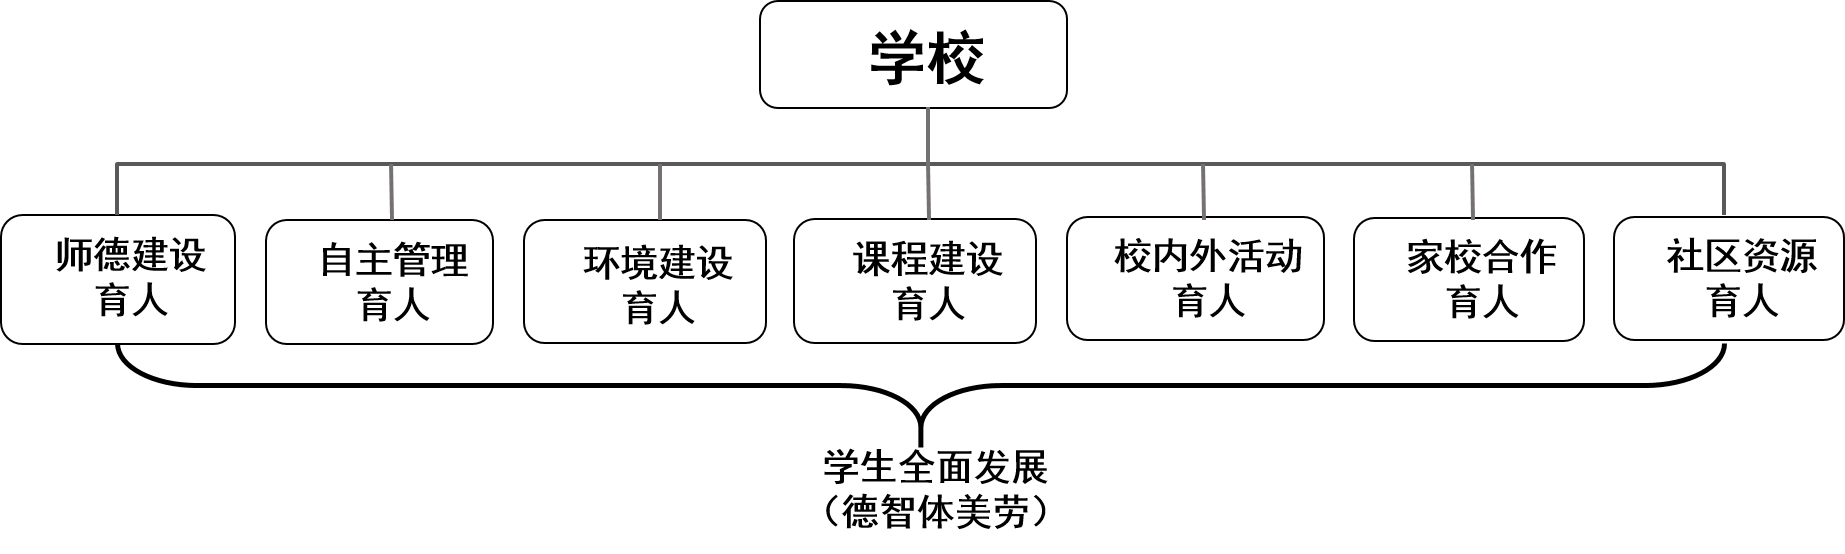 学校
师德建设
育人
自主管理
育人
环境建设
育人
课程建设
育人
校内外活动
育人
家校合作
育人
社区资源
育人
学生全面发展
（德智体美劳）